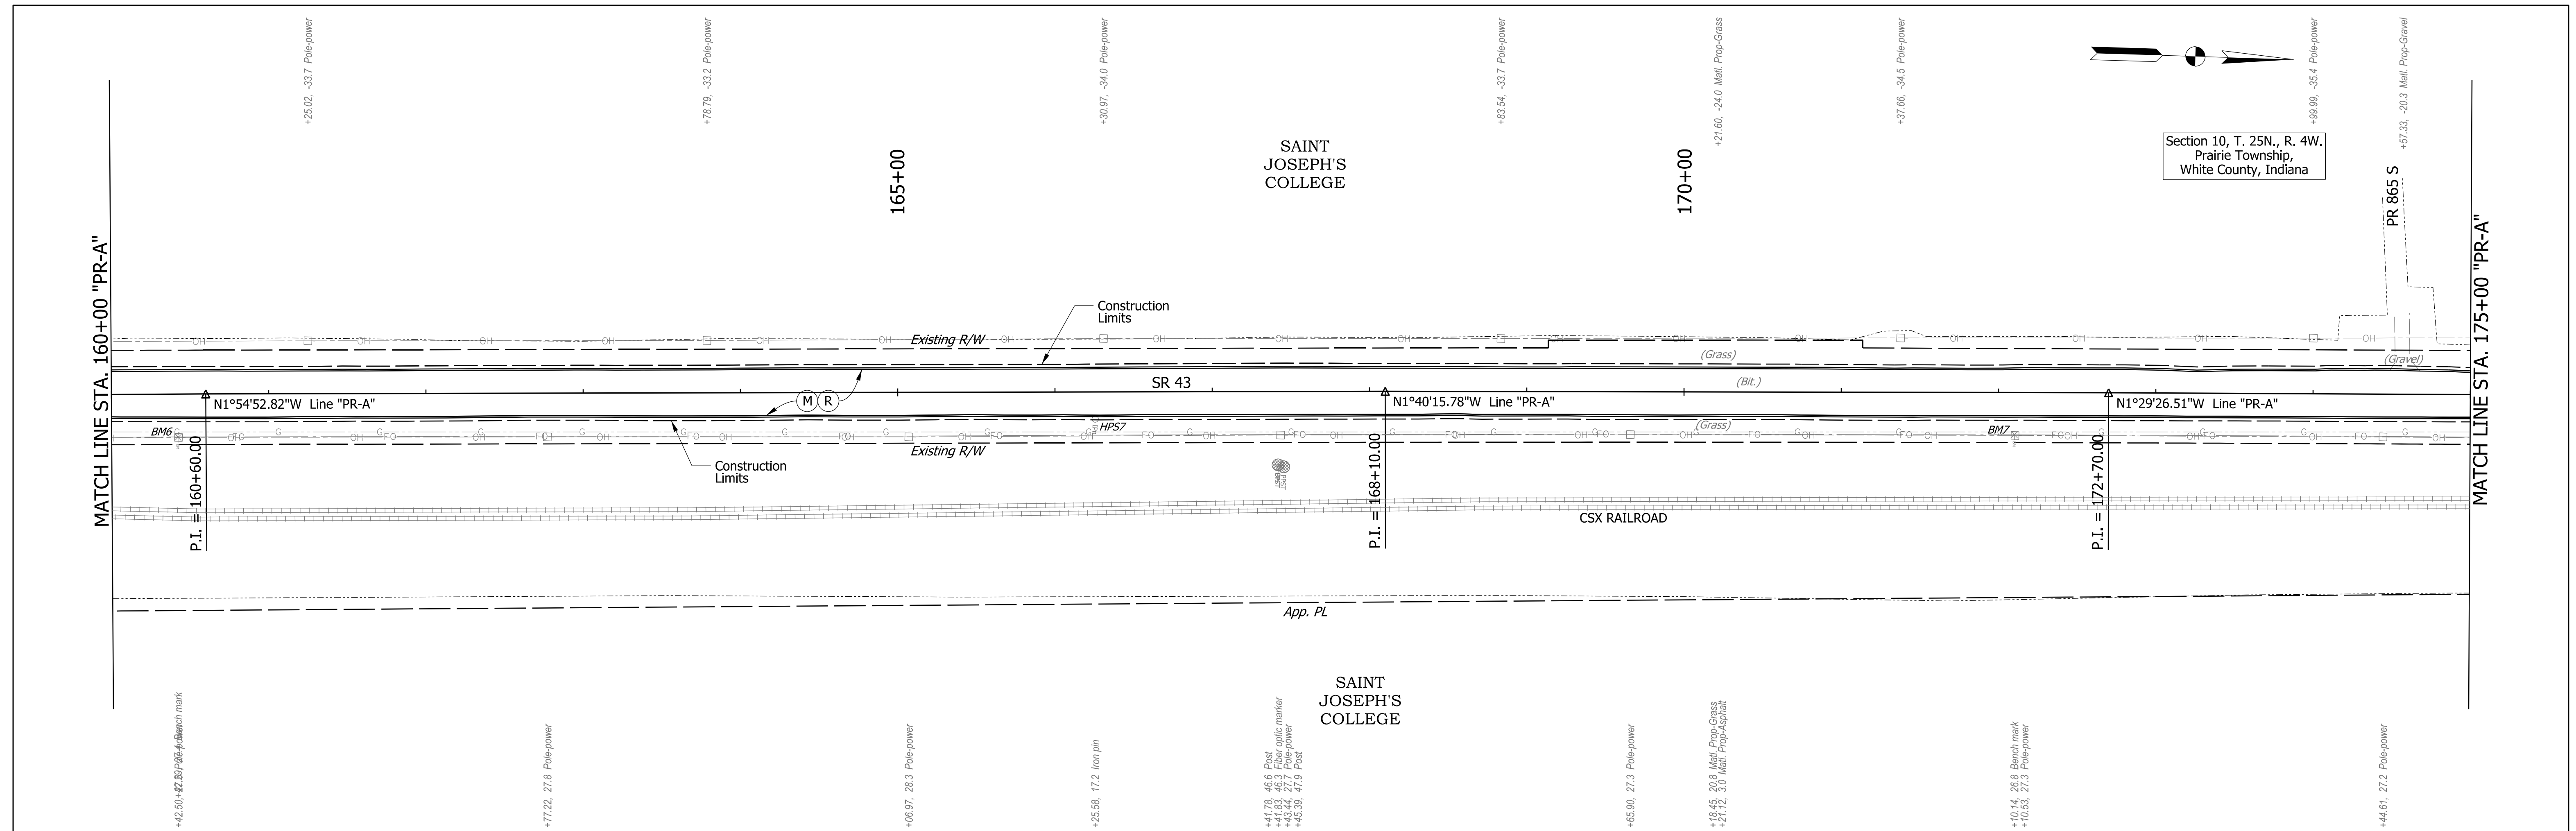 +25.02, -33.7 Pole-power
+78.79, -33.2 Pole-power
+30.97, -34.0 Pole-power
+83.54, -33.7 Pole-power
+21.60, -24.0 Matl. Prop-Grass
+37.66, -34.5 Pole-power
+99.99, -35.4 Pole-power
+57.33, -20.3 Matl. Prop-Gravel
Section 10, T. 25N., R. 4W.
Prairie Township,
White County, Indiana
SAINT
JOSEPH'S
COLLEGE
165+00
170+00
PR 865 S
MATCH LINE STA. 160+00 "PR-A"
MATCH LINE STA. 175+00 "PR-A"
Construction
Limits
Existing R/W
(Grass)
(Gravel)
SR 43
(Bit.)
M
R
N1°54'52.82"W Line "PR-A"
N1°40'15.78"W Line "PR-A"
N1°29'26.51"W Line "PR-A"
BM6
HPS7
(Grass)
BM7
Existing R/W
Construction
Limits
P.I. = 160+60.00
P.I. = 168+10.00
P.I. = 172+70.00
CSX RAILROAD
App. PL
SAINT
JOSEPH'S
COLLEGE
+77.22, 27.8 Pole-power
+06.97, 28.3 Pole-power
+25.58, 17.2 Iron pin
+41.78, 46.6 Post
+41.83, 46.3 Fiber optic marker
+43.44, 27.7 Pole-power
+45.39, 47.9 Post
+65.90, 27.3 Pole-power
+18.45, 20.8 Matl. Prop-Grass
+21.12, 3.0 Matl. Prop-Asphalt
+10.14, 26.8 Bench mark
+10.53, 27.3 Pole-power
+44.61, 27.2 Pole-power